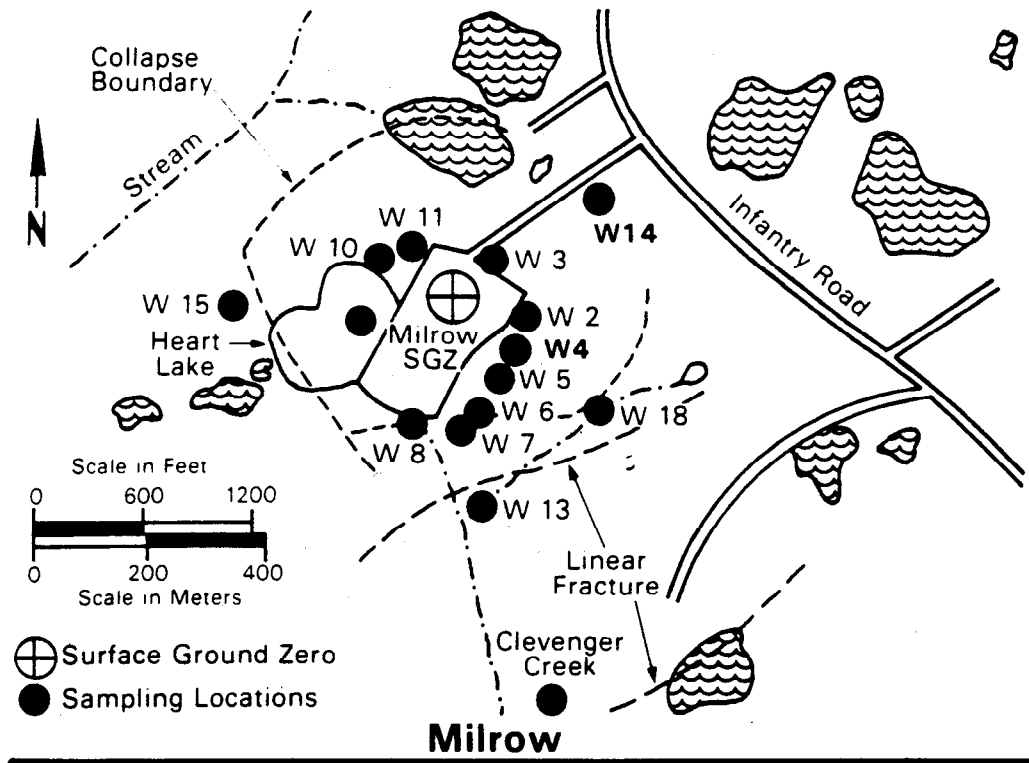 Collapse
Boundary
Stream
N
W 11
W 10
W14
W 3
Infantry Road
W 15
W 2
Milrow
SGZ
Heart
Lake
W4
W 5
W 6
W 18
W 7
W 8
Scale in Feet
0 600 1200
W 13
0 200 400
Scale in Meters
Linear
Fracture
Clevenger
Creek
Surface Ground Zero
Sampling Locations
Milrow